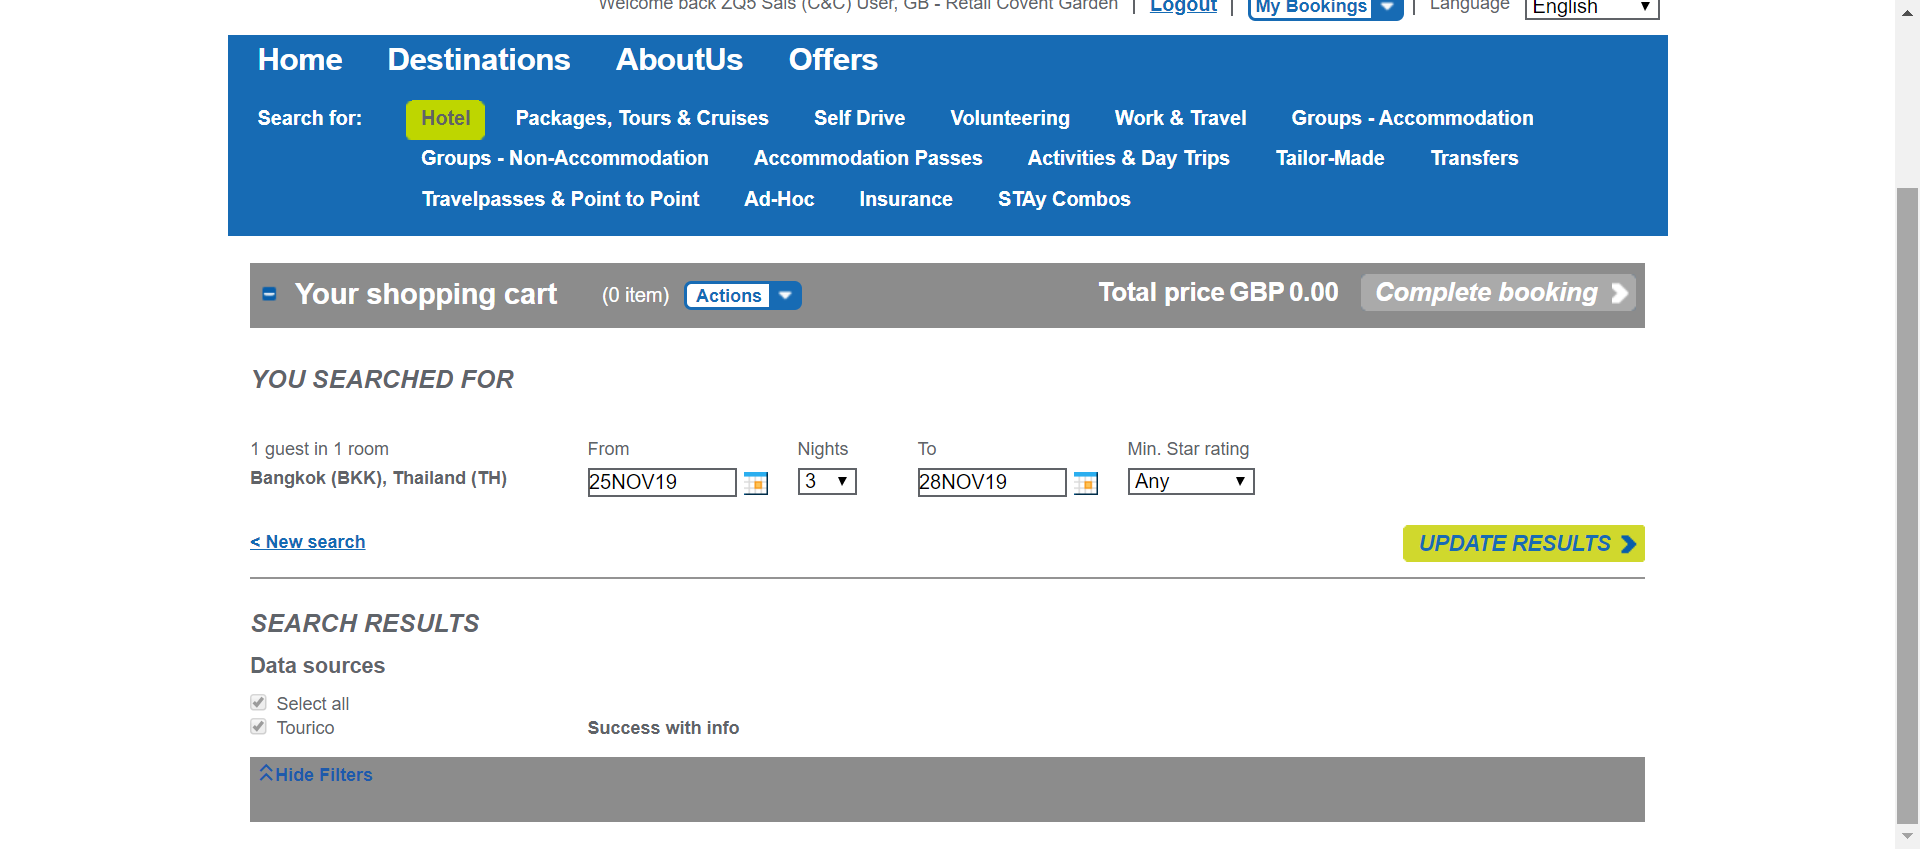 Welcome back ZQ5 Sais (C&C) User, GB - Retail Covent Garden | Logout | My Bookings | Language English
Home Destinations AboutUs Offers
Search for: Hotel Packages, Tours & Cruises Self Drive Volunteering Work & Travel Groups - Accommodation
Groups - Non-Accommodation Accommodation Passes Activities & Day Trips Tailor-Made Transfers
Travelpasses & Point to Point Ad-Hoc Insurance STAy Combos
Your shopping cart (0 item) Actions Total price GBP 0.00 Complete booking
YOU SEARCHED FOR
1 guest in 1 room From Nights To Min. Star rating
Bangkok (BKK), Thailand (TH) 25NOV19 3 28NOV19 Any
< New search UPDATE RESULTS
SEARCH RESULTS
Data sources
Select all
Tourico Success with info
Hide Filters